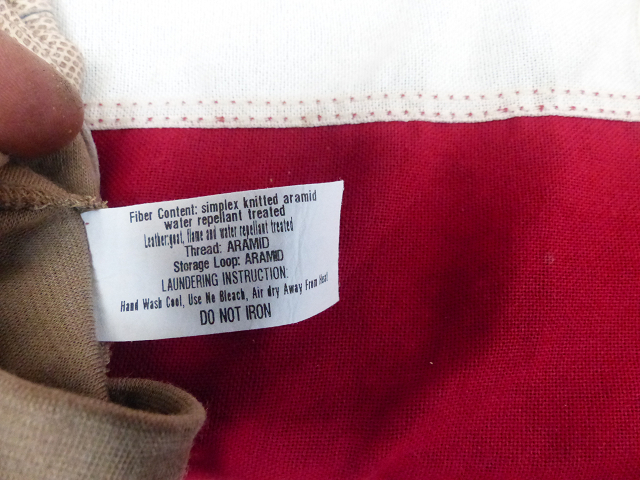 Fiber Content: simplex knitted aramid
water repellant treated
Leather:goat, flame and water repellant treated
Thread: ARAMID
Storage Loop: ARAMID
LAUNDERING INSTRUCTION:
Hand Wash Cool, Use No Bleach, Air dry Away From Heat
DO NOT IRON